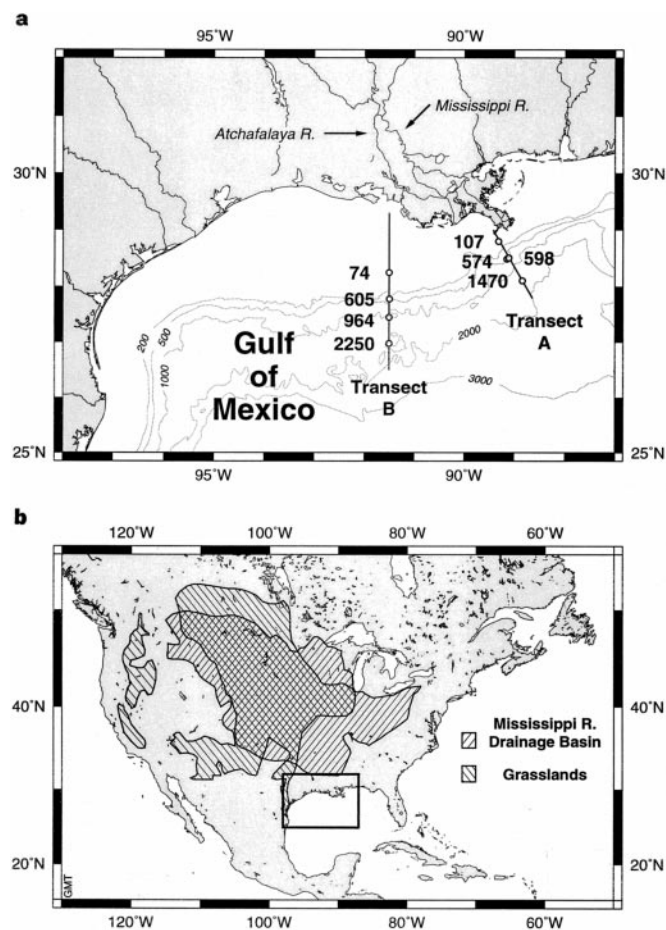 a
95°W 90°W
Mississippi R.
Atchafalaya R.
30°N 30°N
107
574 598
1470
74
605
964
2250
Transect
A
Transect
B
Gulf
of
Mexico
200
500
1000
2000
3000
25°N 25°N
95°W 90°W
b
120°W 100°W 80°W 60°W
40°N 40°N
Mississippi R.
Drainage Basin
Grasslands
20°N 20°N
GMT
120°W 100°W 80°W 60°W